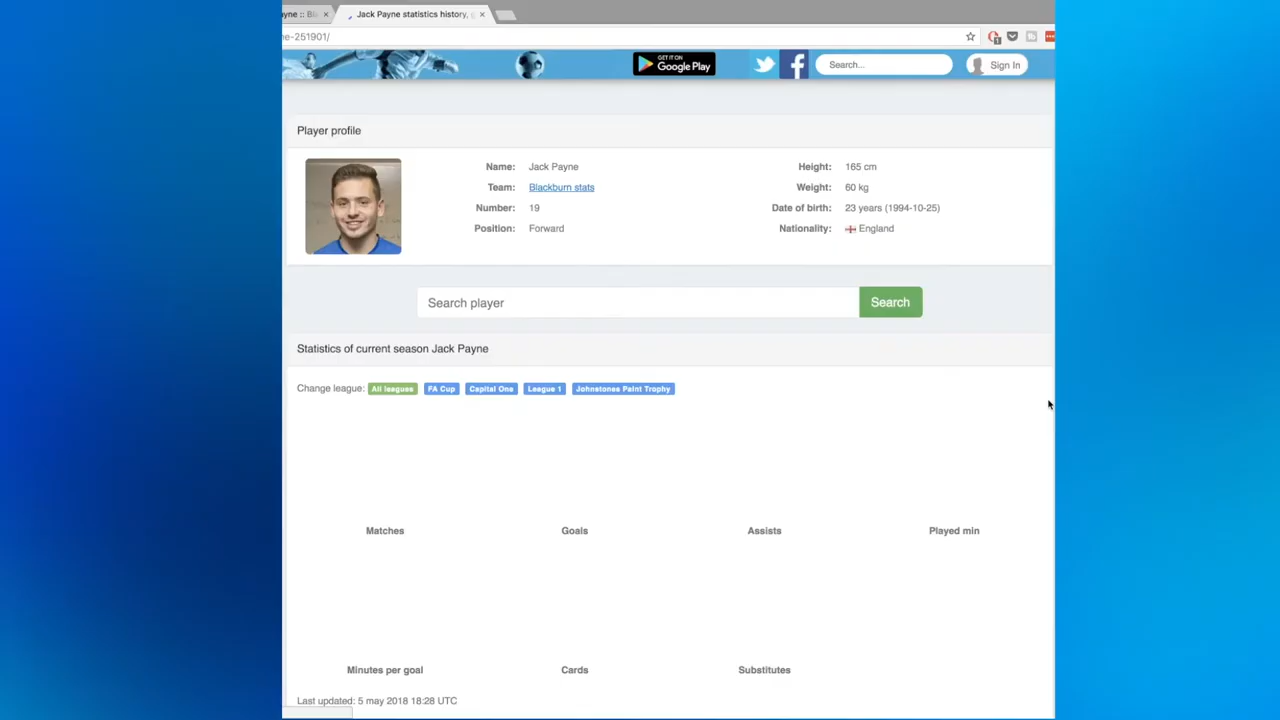 ayne :: Bl
Jack Payne statistics history, g
ne-251901/
GET IT ON
Google Play
Search...
Sign In
Player profile
Name: Jack Payne
Height: 165 cm
Team: Blackburn stats
Weight: 60 kg
Number: 19
Date of birth: 23 years (1994-10-25)
Position: Forward
Nationality: England
Search player
Search
Statistics of current season Jack Payne
Change league: All leagues FA Cup Capital One League 1 Johnstones Paint Trophy
Matches Goals Assists Played min
Minutes per goal Cards Substitutes
Last updated: 5 may 2018 18:28 UTC